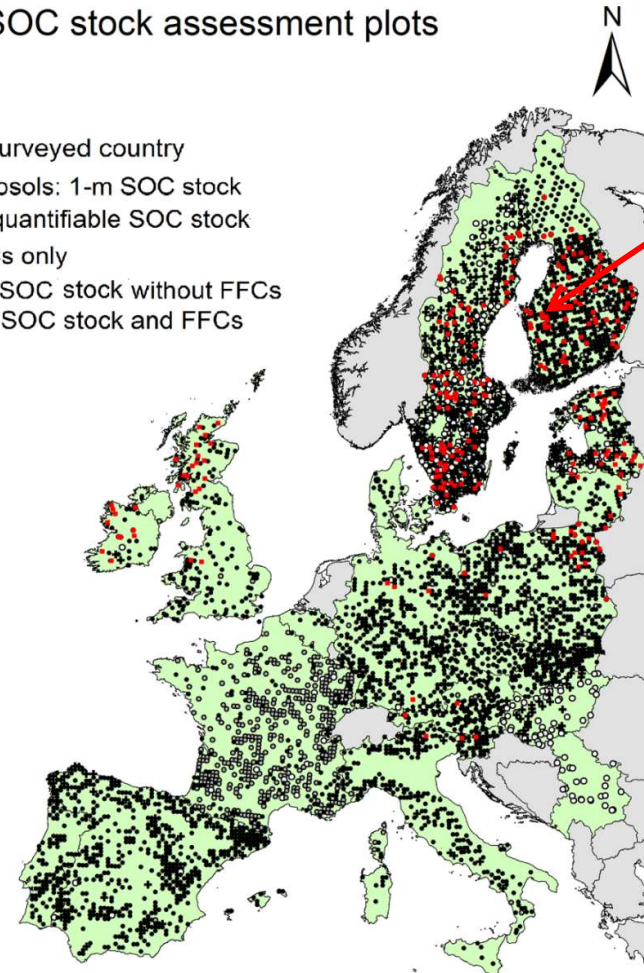 SOC stock assessment plots
N
urveyed country
osols: 1-m SOC stock
quantifiable SOC stock
s only
SOC stock without FFCs
SOC stock and FFCs